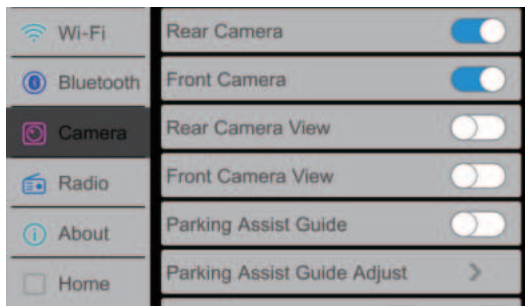 Wi-Fi
Bluetooth
Camera
Radio
About
Home
Rear Camera
Front Camera
Rear Camera View
Front Camera View
Parking Assist Guide
Parking Assist Guide Adjust